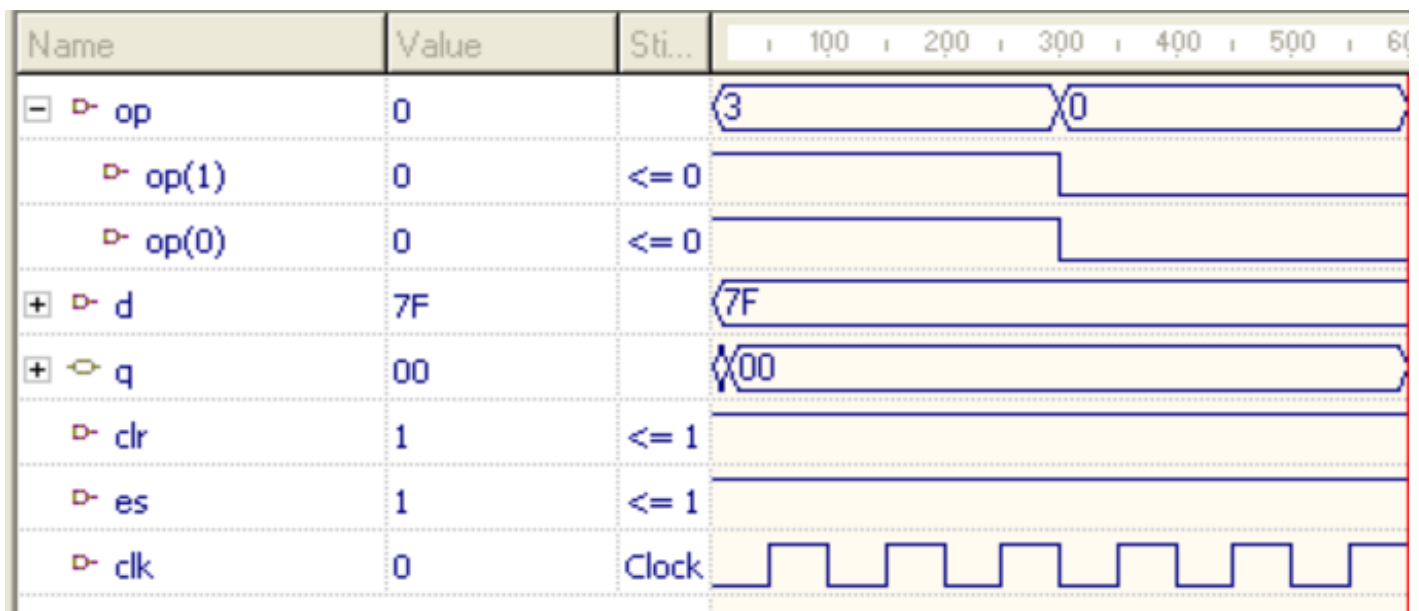 Name Value Sti... 100 200 300 400 500 60
op 0 3 0
op(1) 0 <= 0
op(0) 0 <= 0
d 7F 7F
q 00 00
clr 1 <= 1
es 1 <= 1
clk 0 Clock